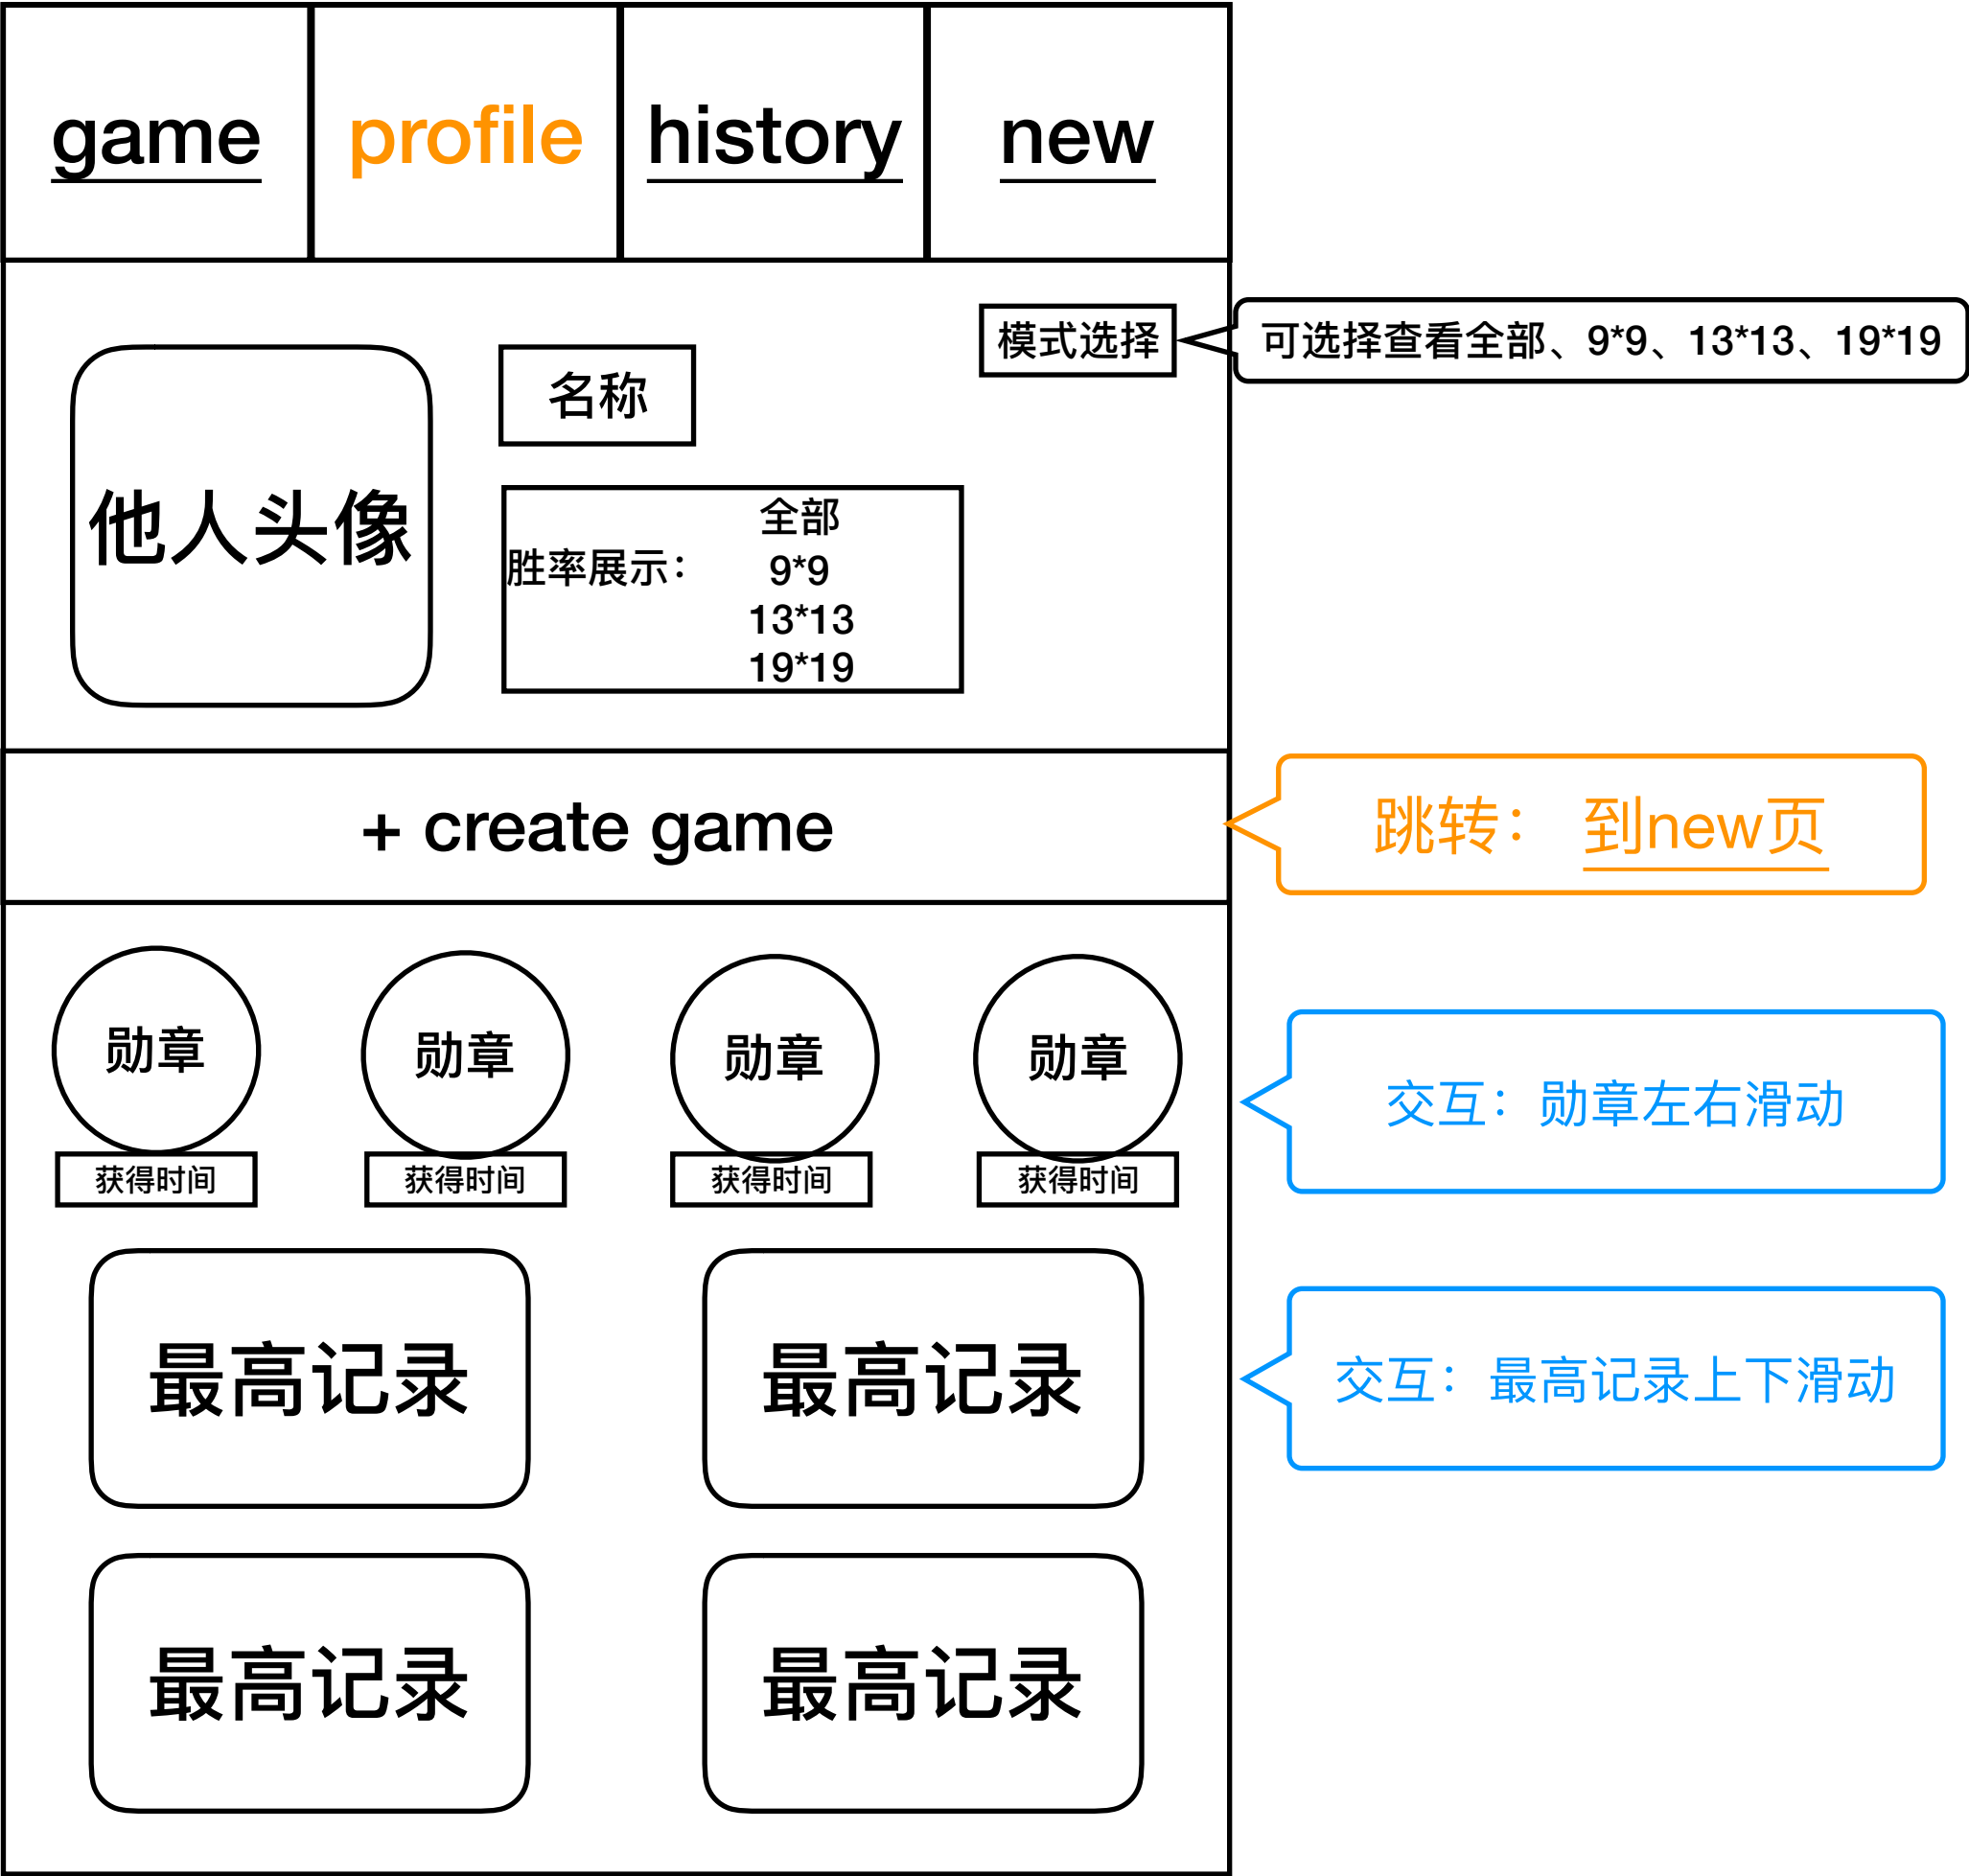 game
profile
history
new
模式选择
可选择查看全部、9*9、13*13、19*19
名称
他人头像
全部
胜率展示：
9*9
13*13
19*19
+ create game
跳转： 到new页
勋章
勋章
勋章
勋章
交互：勋章左右滑动
获得时间
获得时间
获得时间
获得时间
最高记录
最高记录
交互：最高记录上下滑动
最高记录
最高记录